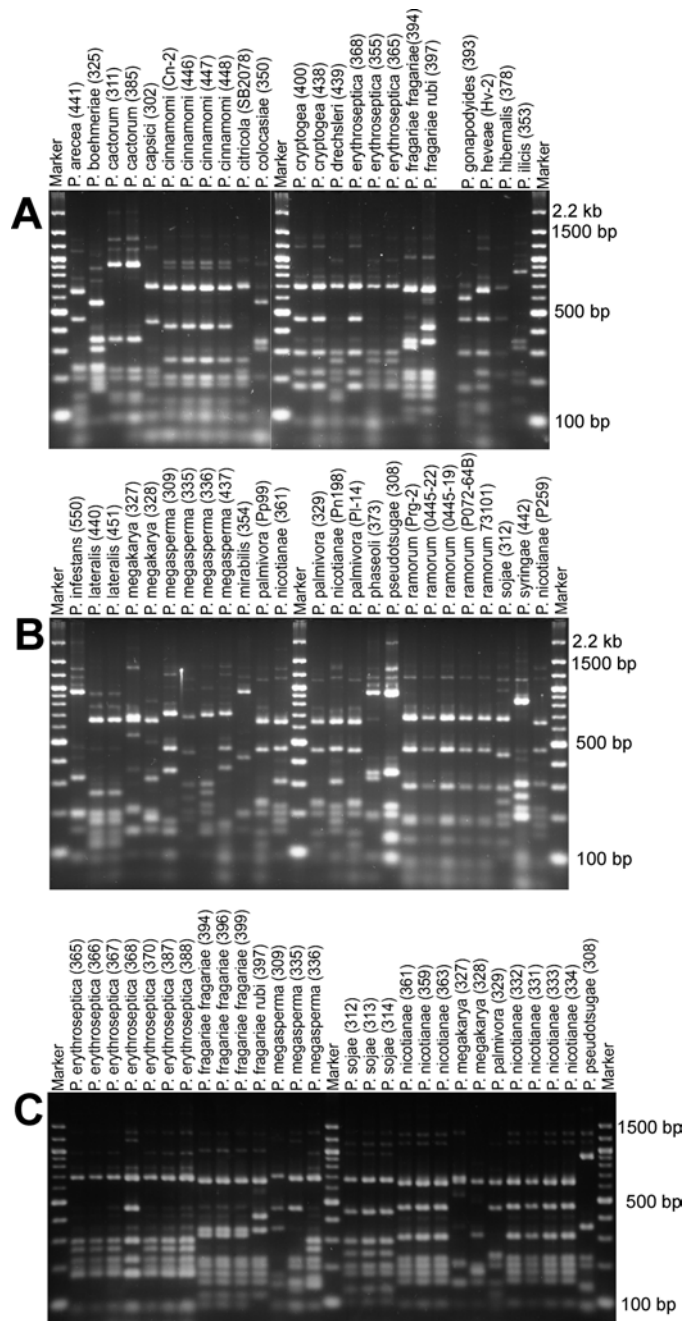 A
Marker
P. arecea (441)
P. boehmeriae (325)
P. cactorum (311)
P. cactorum (385)
P. capsici (302)
P. cinnamomi (Cn-2)
P. cinnamomi (446)
P. cinnamomi (447)
P. cinnamomi (448)
P. citricola (SB2078)
P. colocasiae (350)
Marker
P. cryptogea (400)
P. cryptogea (438)
P. drechsleri (439)
P. erythroseptica (368)
P. erythroseptica (355)
P. erythroseptica (365)
P. fragariae fragariae(394)
P. fragariae rubi (397)
P. gonapodyides (393)
P. heveae (Hv-2)
P. hibernalis (378)
P. ilicis (353)
Marker
2.2 kb
1500 bp
500 bp
100 bp
B
Marker
P. infestans (550)
P. lateralis (440)
P. lateralis (451)
P. megakarya (327)
P. megakarya (328)
P. megasperma (309)
P. megasperma (335)
P. megasperma (336)
P. megasperma (437)
P. mirabilis (354)
P. palmivora (Pp99)
P. nicotianae (361)
Marker
P. palmivora (329)
P. nicotianae (Pn198)
P. palmivora (Pl-14)
P. phaseoli (373)
P. pseudotsugae (308)
P. ramorum (Prg-2)
P. ramorum (0445-22)
P. ramorum (0445-19)
P. ramorum (P072-64B)
P. ramorum 73101)
P. sojae (312)
P. syringae (442)
P. nicotianae (P259)
Marker
2.2 kb
1500 bp
500 bp
100 bp
C
Marker
P. erythroseptica (365)
P. erythroseptica (366)
P. erythroseptica (367)
P. erythroseptica (368)
P. erythroseptica (370)
P. erythroseptica (387)
P. erythroseptica (388)
P. fragariae fragariae (394)
P. fragariae fragariae (396)
P. fragariae fragariae (399)
P. fragariae rubi (397)
P. megasperma (309)
P. megasperma (335)
P. megasperma (336)
Marker
P. sojae (312)
P. sojae (313)
P. sojae (314)
P. nicotianae (361)
P. nicotianae (359)
P. nicotianae (363)
P. megakarya (327)
P. megakarya (328)
P. palmivora (329)
P. nicotianae (332)
P. nicotianae (331)
P. nicotianae (333)
P. nicotianae (334)
P. pseudotsugae (308)
Marker
1500 bp
500 bp
100 bp